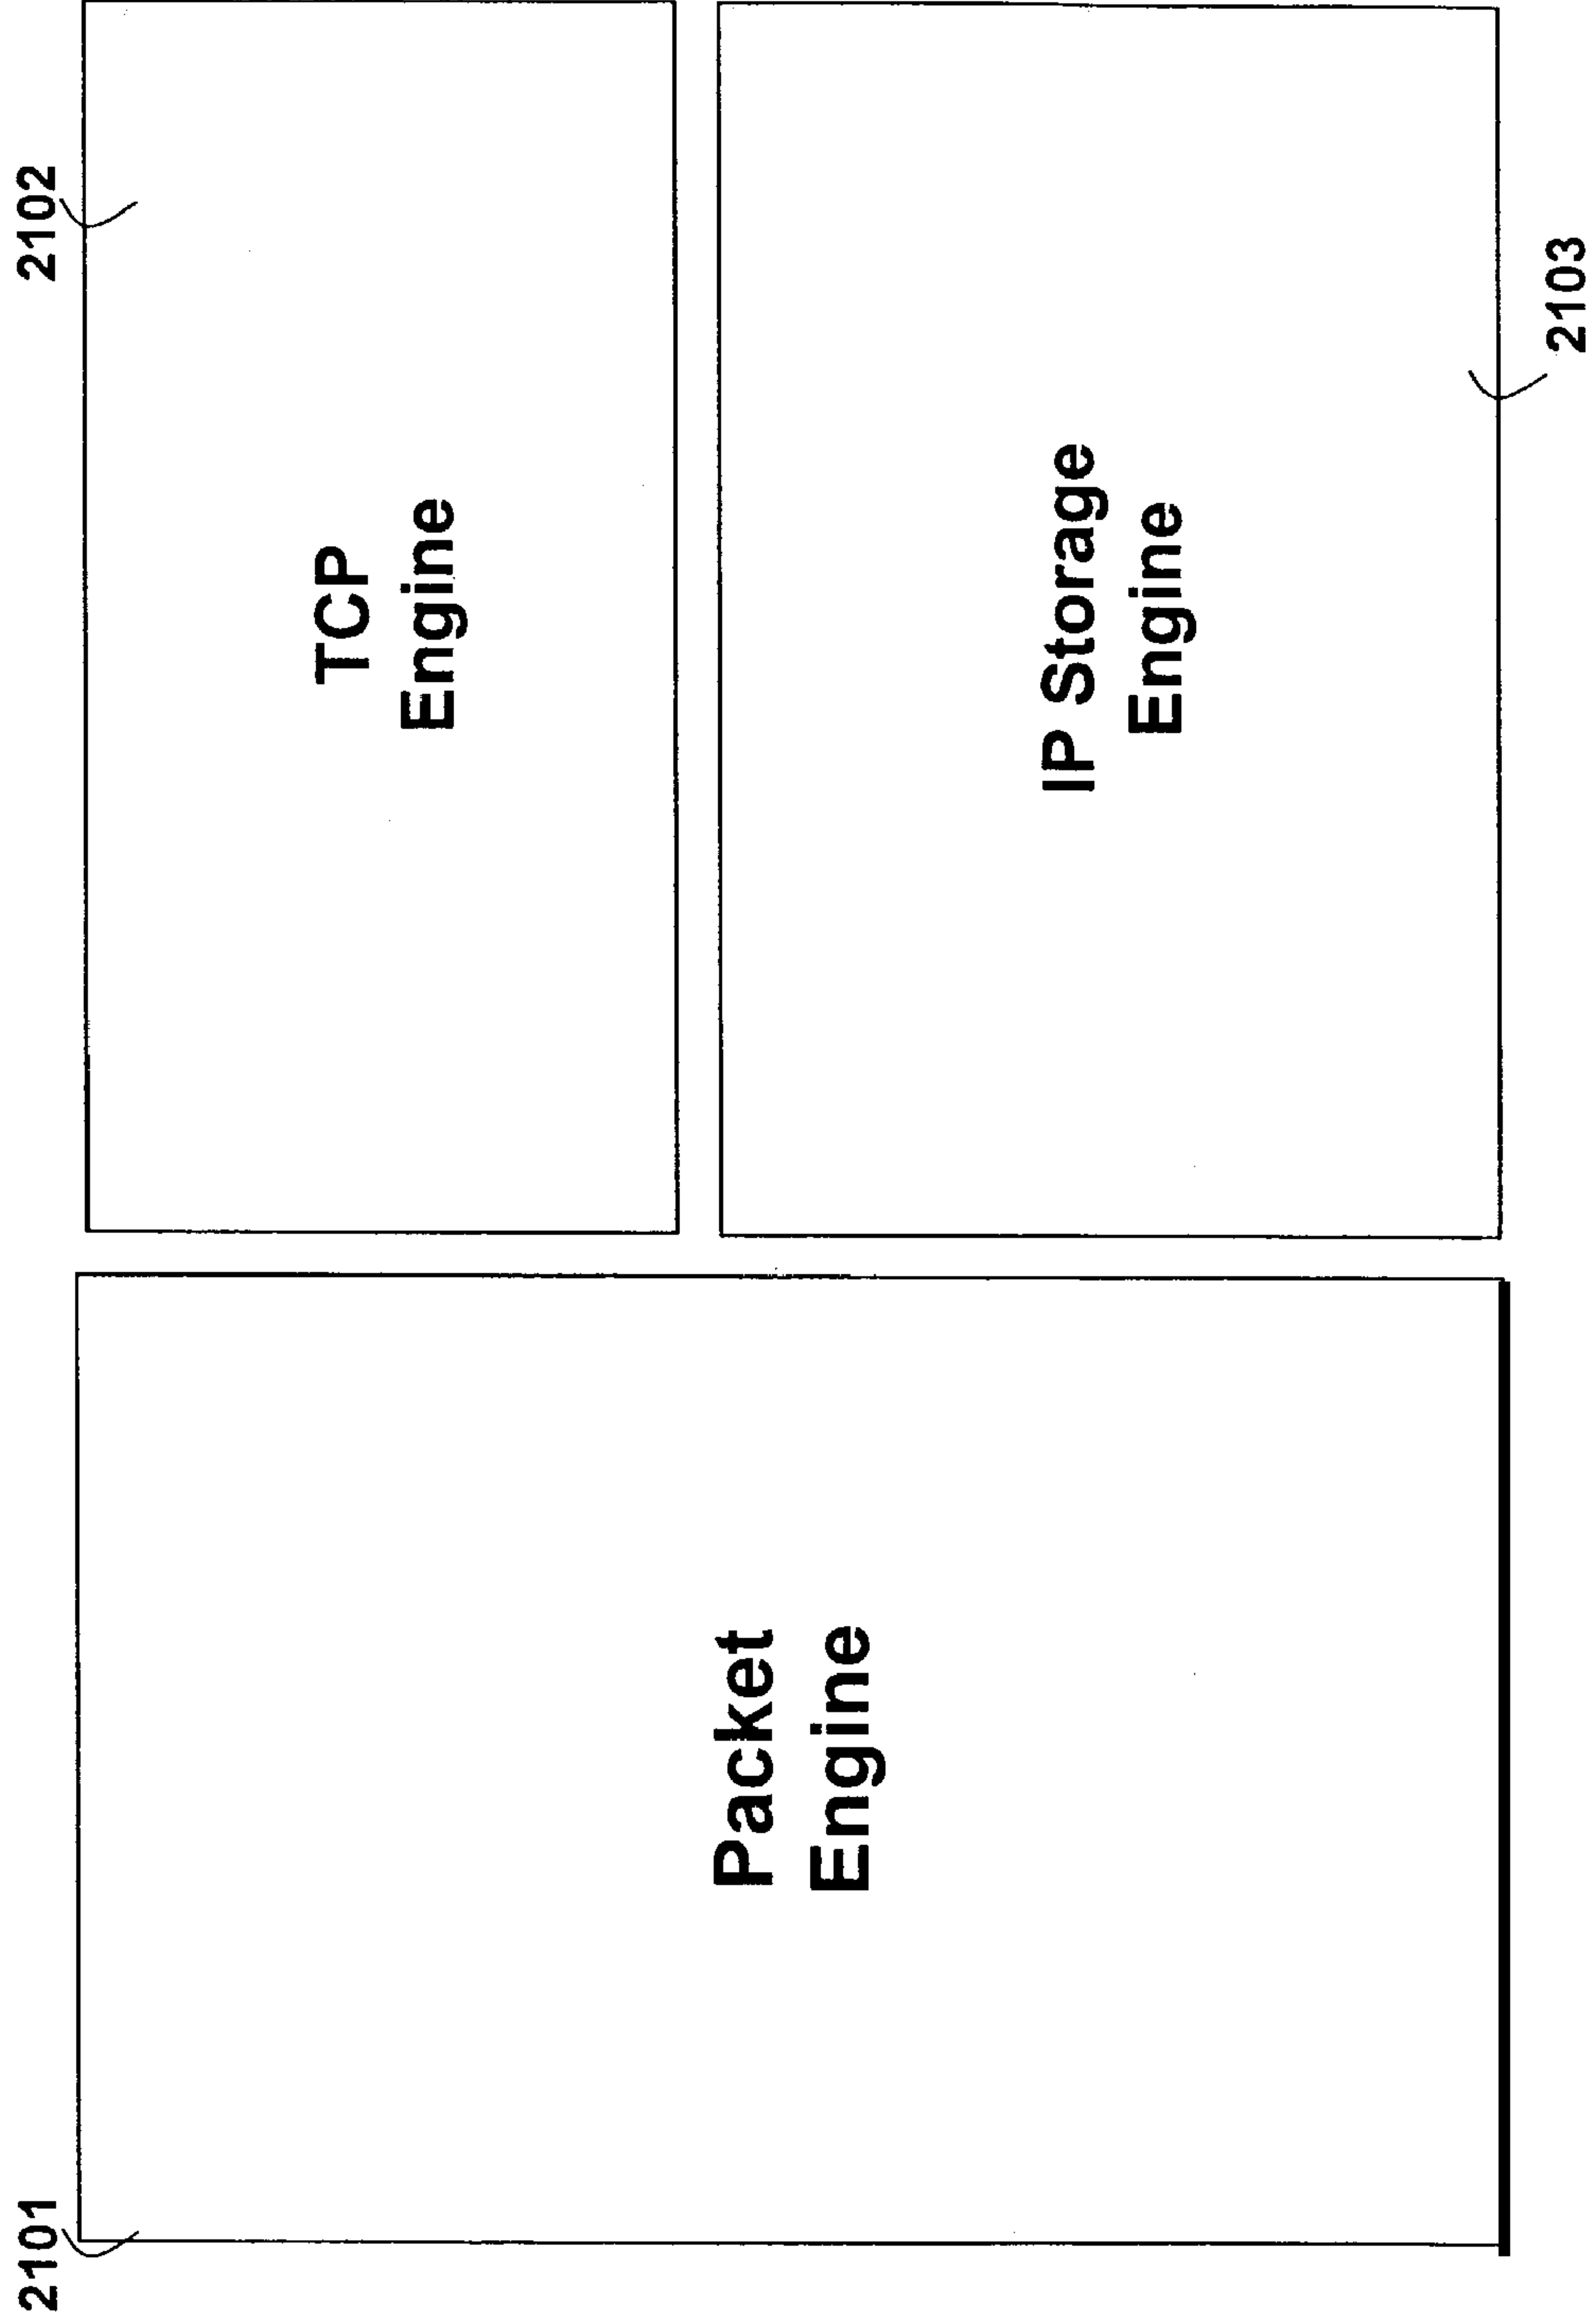 2101
2102
Packet
Engine
TCP
Engine
IP Storage
Engine
2103